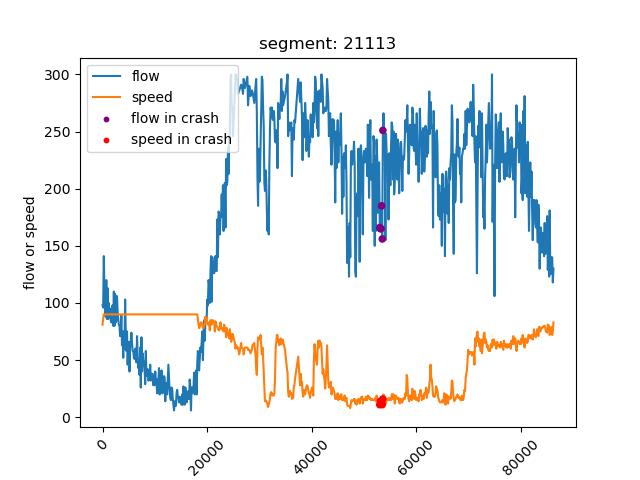 segment: 21113
flow
speed
flow in crash
speed in crash
flow or speed
300
250
200
150
100
50
0
0
20000
40000
60000
80000